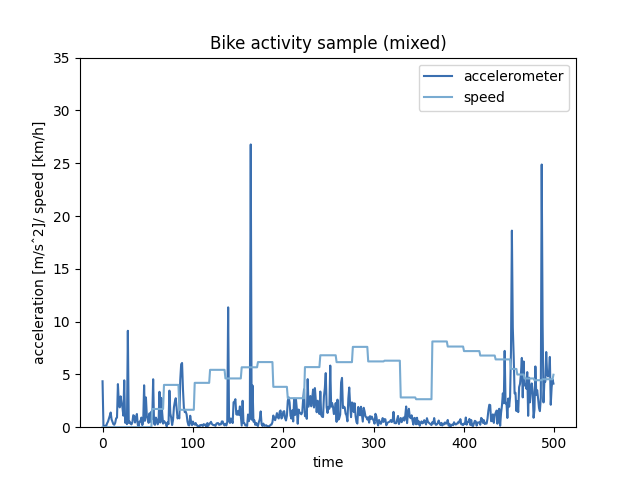 Bike activity sample (mixed)
35
30
25
20
15
10
5
0
acceleration [m/sˆ2]/ speed [km/h]
accelerometer
speed
0 100 200 300 400 500
time